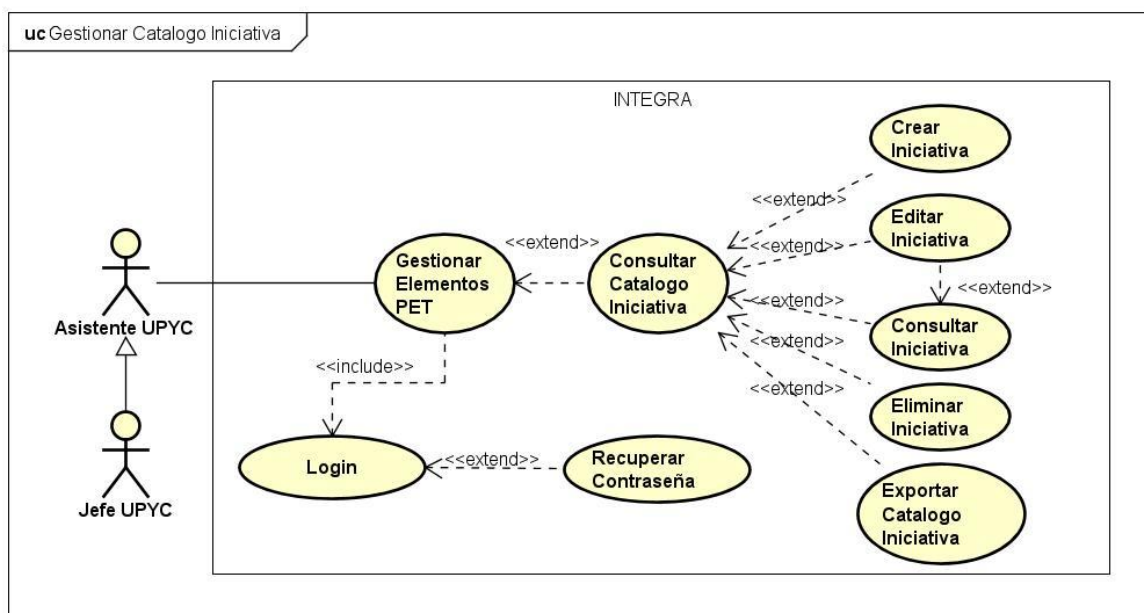 uc Gestionar Catalogo Iniciativa
INTEGRA
Crear
Iniciativa
<<extend>>
Editar
Iniciativa
<<extend>>
<<extend>>
Gestionar
Elementos
PET
Consultar
Catalogo
Iniciativa
<<extend>>
<<extend>>
Asistente UPYC
Consultar
Iniciativa
<<extend>>
<<include>>
<<extend>>
Eliminar
Iniciativa
Login
<<extend>>
Recuperar
Contraseña
Exportar
Catalogo
Iniciativa
Jefe UPYC